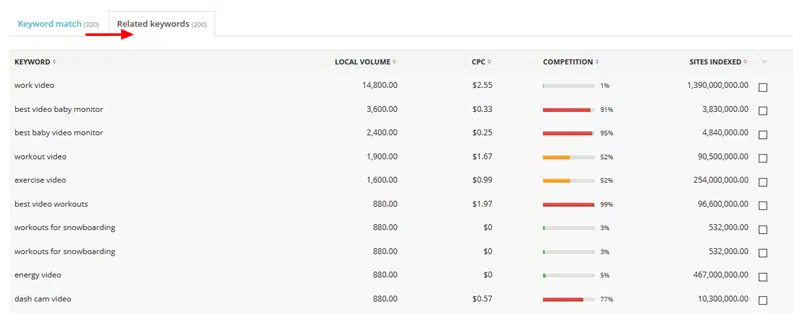 Keyword match (200) Related keywords (200)
KEYWORD LOCAL VOLUME CPC COMPETITION SITES INDEXED +
work video 14,800.00 $2.55 1% 1,390,000,000.00
best video baby monitor 3,600.00 $0.33 91% 3,830,000.00
best baby video monitor 2,400.00 $0.25 95% 4,840,000.00
workout video 1,900.00 $1.67 52% 90,500,000.00
exercise video 1,600.00 $0.99 52% 254,000,000.00
best video workouts 880.00 $1.97 99% 96,600,000.00
workouts for snowboarding 880.00 $0 3% 532,000.00
workouts for snowboarding 880.00 $0 3% 532,000.00
energy video 880.00 $0 5% 467,000,000.00
dash cam video 880.00 $0.57 77% 10,300,000.00